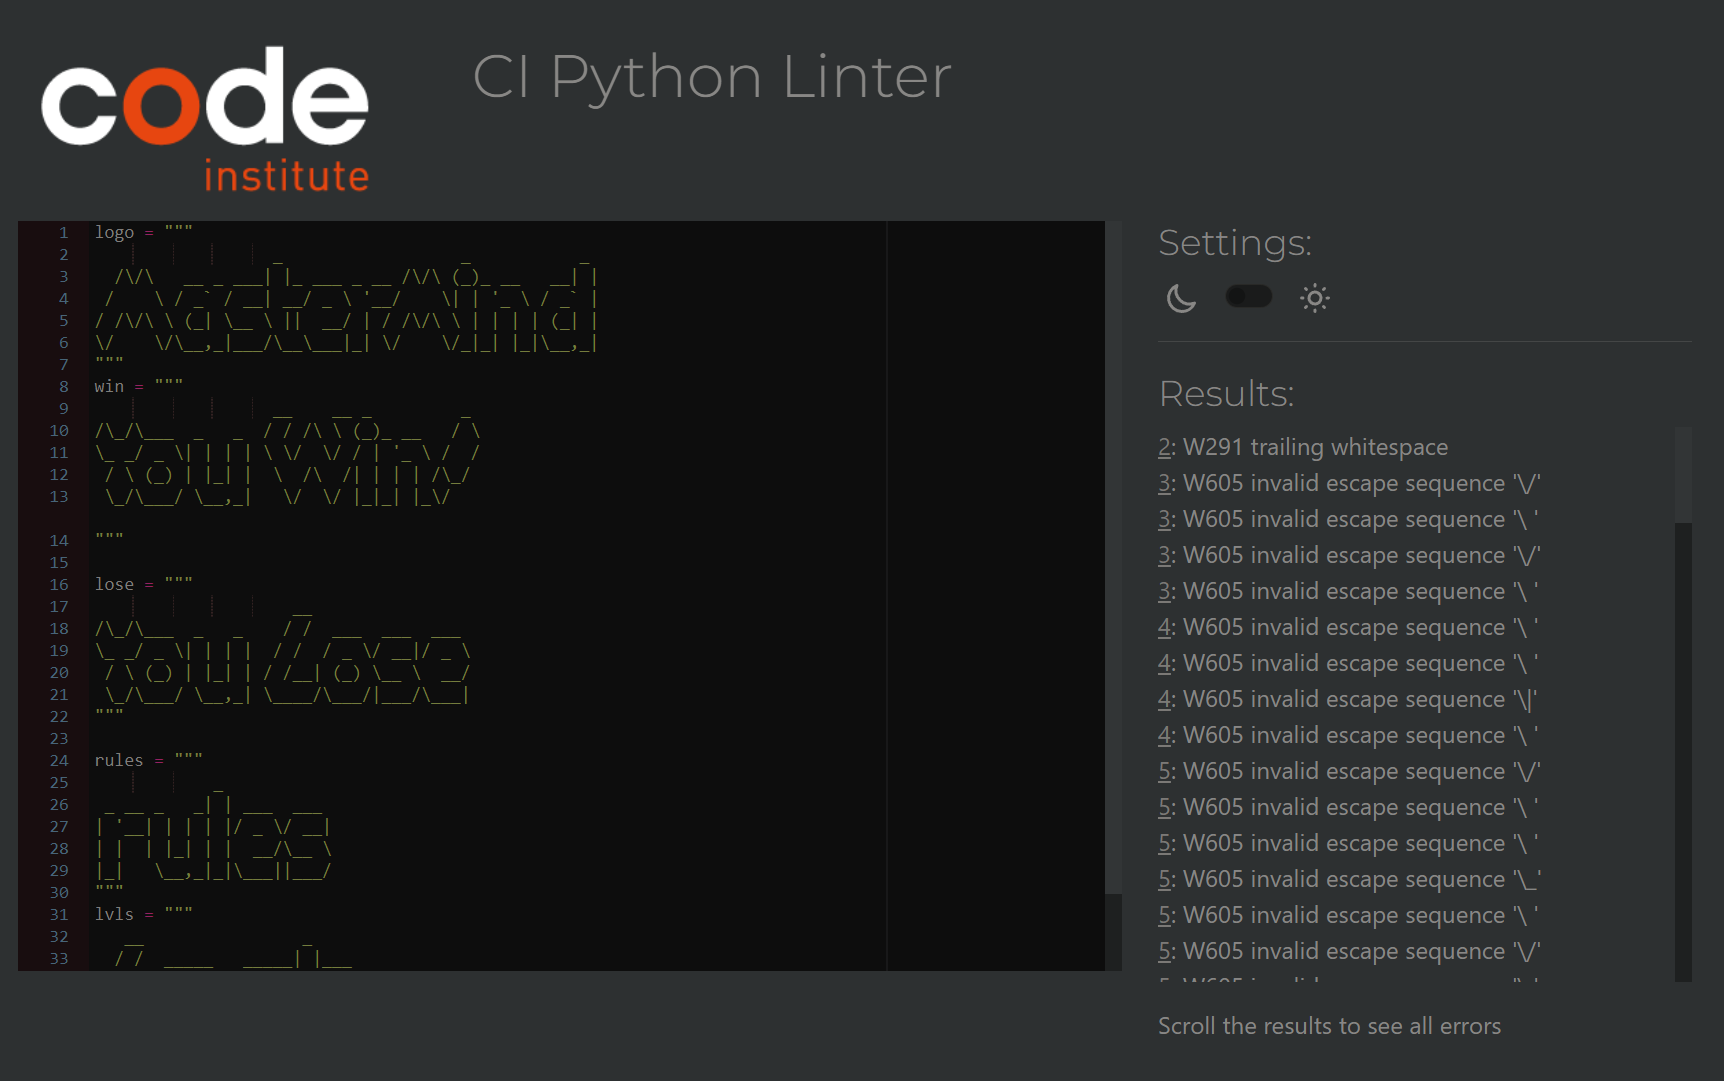 code
institute
CI Python Linter
1 logo = """
2                   _                  _           _
3   /\/\   __ _ ___| |_ ___ _ __ /\/\ (_)_ __   __| |
4  /    \ / _` / __| __/ _ \ '__/    \| | '_ \ / _` |
5 / /\/\ \ (_| \__ \ ||  __/ | / /\/\ \ | | | | (_| |
6 \/    \/\__,_|___/\__\___|_| \/    \/_|_| |_|\__,_|
7 """
8 win = """
9                   __    __ _         _
10 /\_/\___  _   _  / / /\ \ (_)_ __   / \
11 \_ _/ _ \| | | | \ \/  \/ / | '_ \ /  /
12  / \ (_) | |_| |  \  /\  /| | | | /\_/
13  \_/\___/ \__,_|   \/  \/ |_|_| |_\/
14 """
15
16 lose = """
17                     __
18 /\_/\___  _   _    / /  ___  ___  ___
19 \_ _/ _ \| | | |  / /  / _ \/ __|/ _ \
20  / \ (_) | |_| | / /__| (_) \__ \  __/
21  \_/\___/ \__,_| \____/\___/|___/\___|
22 """
23
24 rules = """
25             _
26  _ __ _   _| | ___  ___
27 | '__| | | | |/ _ \/ __|
28 | |  | |_| | |  __/\__ \
29 |_|   \__,_|_|\___||___/
30 """
31 lvls = """
32    __                _
33   / /  _____   _____| |___
Settings:
Results:
2: W291 trailing whitespace
3: W605 invalid escape sequence '\/'
3: W605 invalid escape sequence '\ '
3: W605 invalid escape sequence '\/'
3: W605 invalid escape sequence '\ '
4: W605 invalid escape sequence '\ '
4: W605 invalid escape sequence '\ '
4: W605 invalid escape sequence '\|'
4: W605 invalid escape sequence '\ '
5: W605 invalid escape sequence '\/'
5: W605 invalid escape sequence '\ '
5: W605 invalid escape sequence '\ '
5: W605 invalid escape sequence '\_'
5: W605 invalid escape sequence '\ '
5: W605 invalid escape sequence '\/'
Scroll the results to see all errors